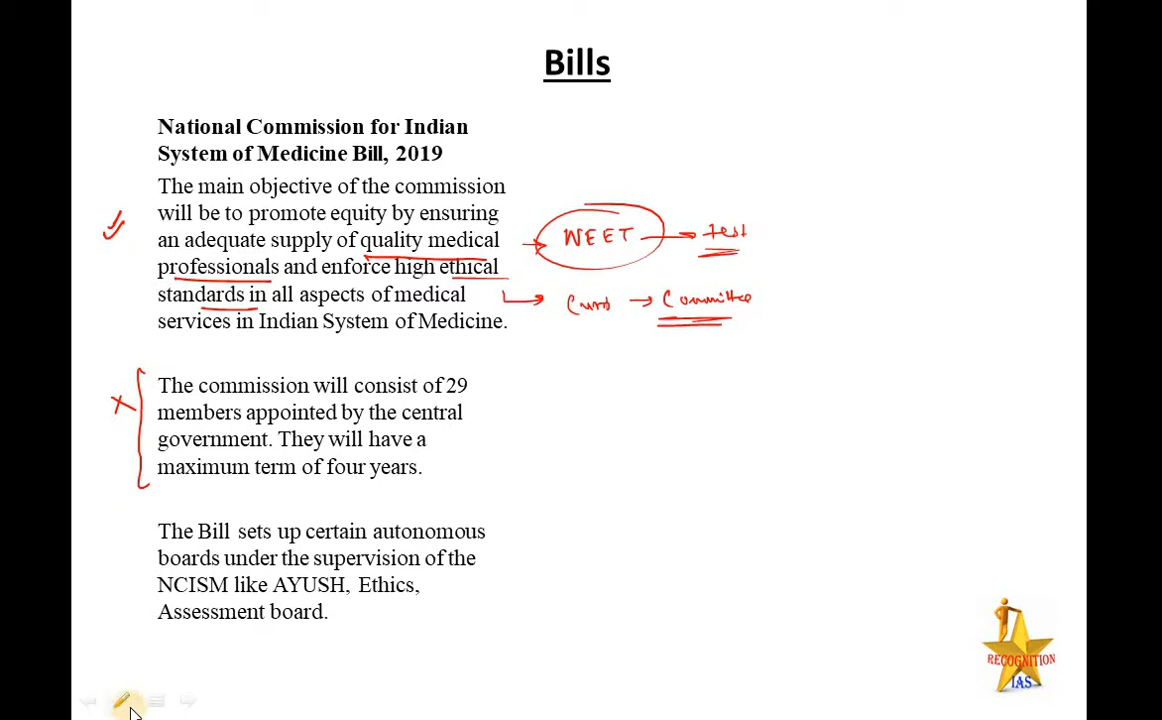 Bills
National Commission for Indian
System of Medicine Bill, 2019
The main objective of the commission
will be to promote equity by ensuring
an adequate supply of quality medical
professionals and enforce high ethical
standards in all aspects of medical
services in Indian System of Medicine.
NEET test
Committee
The commission will consist of 29
members appointed by the central
government. They will have a
maximum term of four years.
The Bill sets up certain autonomous
boards under the supervision of the
NCISM like AYUSH, Ethics,
Assessment board.
RECOGNITION
IAS